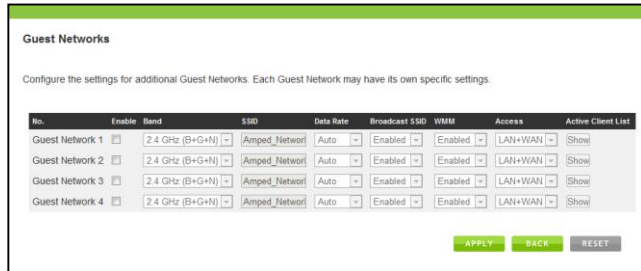 Guest Networks
Configure the settings for additional Guest Networks. Each Guest Network may have its own specific settings.
No. Enable Band SSID Data Rate Broadcast SSID WMM Access Active Client List
Guest Network 1 2.4 GHz (B+G+N) Amped_Networl Auto Enabled Enabled LAN+WAN Show
Guest Network 2 2.4 GHz (B+G+N) Amped_Networl Auto Enabled Enabled LAN+WAN Show
Guest Network 3 2.4 GHz (B+G+N) Amped_Networl Auto Enabled Enabled LAN+WAN Show
Guest Network 4 2.4 GHz (B+G+N) Amped_Networl Auto Enabled Enabled LAN+WAN Show
APPLY BACK RESET